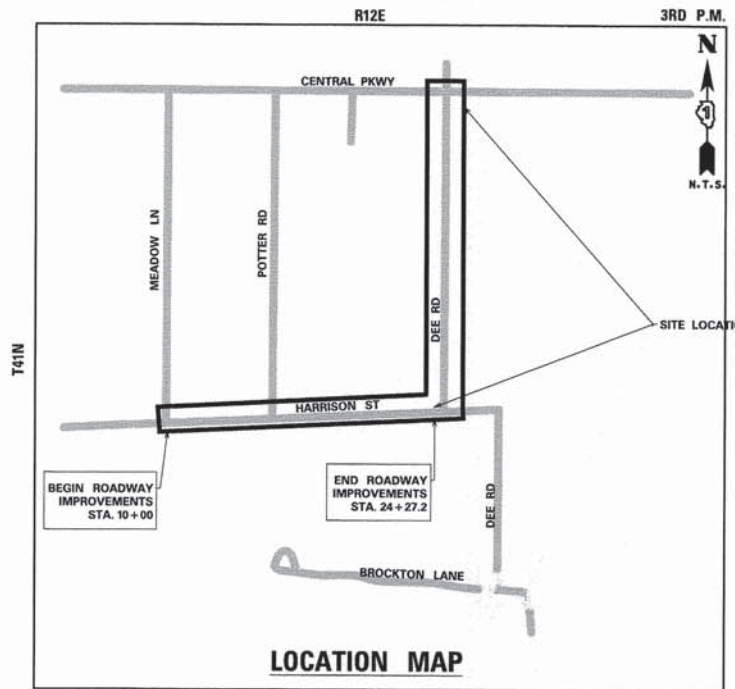 R12E
3RD P.M.
N
CENTRAL PKWY
1
N.T.S.
MEADOW LN
POTTER RD
DEE RD
SITE LOCATIO
T41N
HARRISON ST
BEGIN ROADWAY
IMPROVEMENTS
STA. 10+00
END ROADWAY
IMPROVEMENTS
STA. 24+27.2
DEE RD
BROCKTON LANE
LOCATION MAP